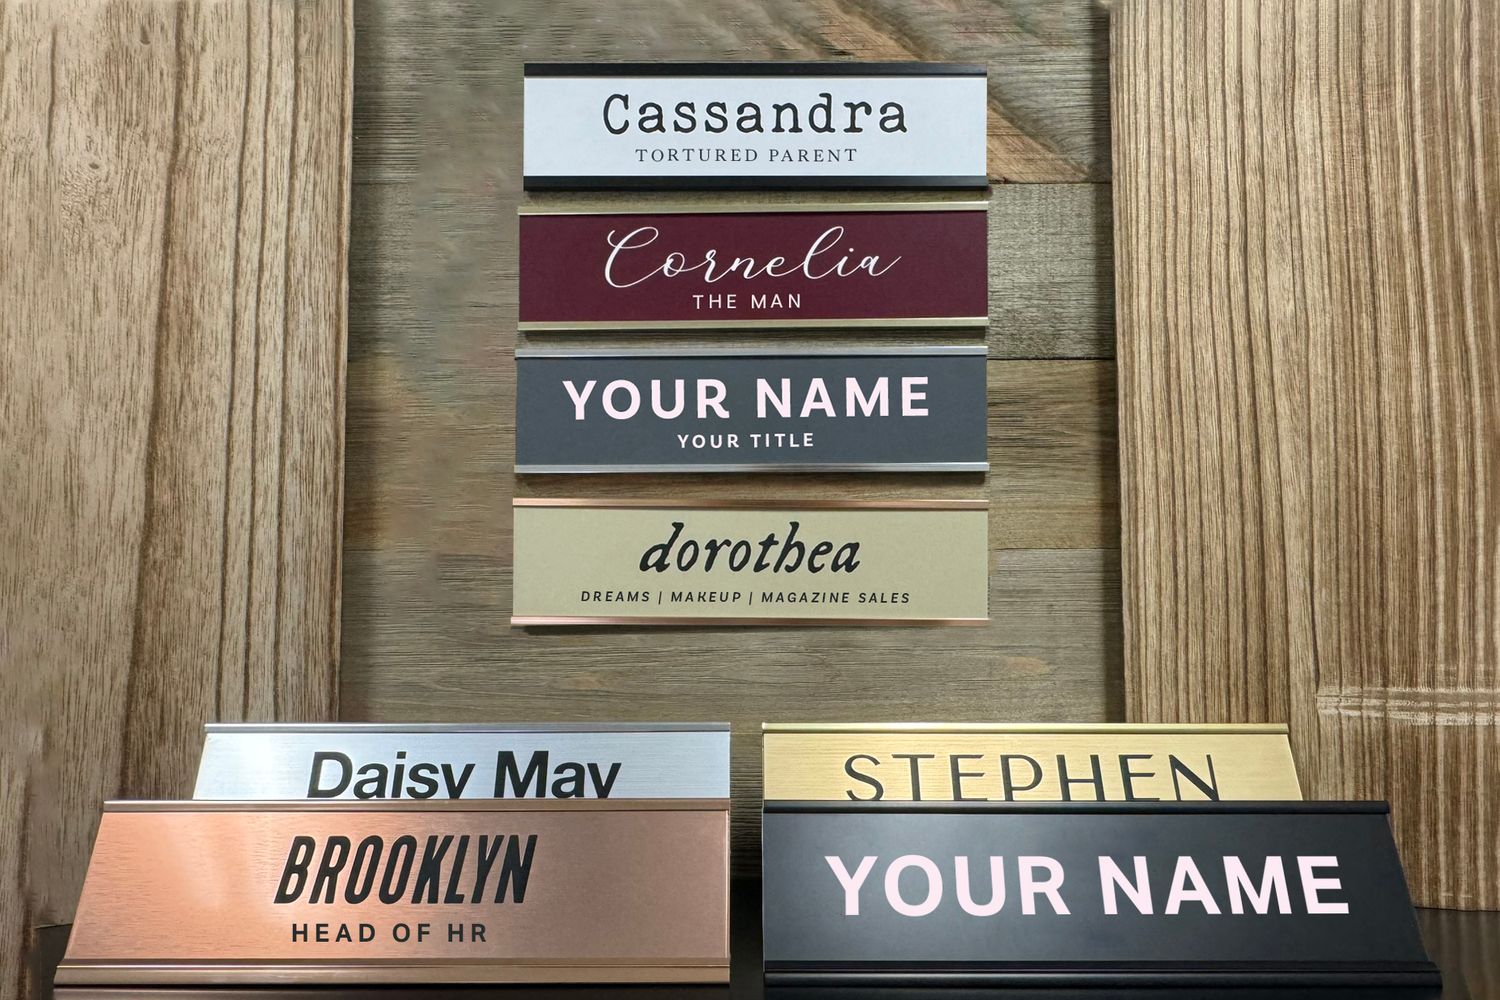 Cassandra
TORTURED PARENT
Cornelia
THE MAN
YOUR NAME
YOUR TITLE
dorothea
DREAMS | MAKEUP | MAGAZINE SALES
Daisy May
STEPHEN
BROOKLYN
HEAD OF HR
YOUR NAME